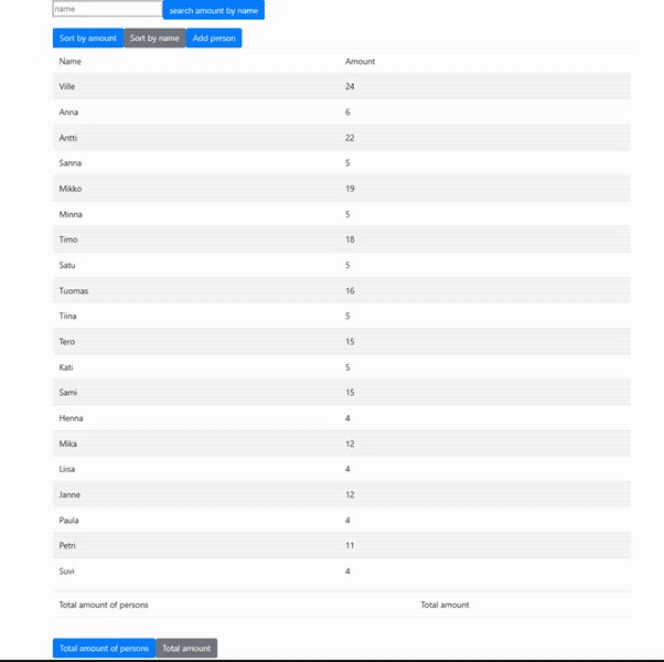 name search amount by name
Sort by amount Sort by name Add person
Name Amount
Ville 24
Anna 6
Antti 22
Sanna 5
Mikko 19
Minna 5
Timo 18
Satu 5
Tuomas 16
Tiina 5
Tero 15
Kati 5
Sami 15
Henna 4
Mika 12
Liisa 4
Janne 12
Paula 4
Petri 11
Suvi 4
Total amount of persons Total amount
Total amount of persons Total amount